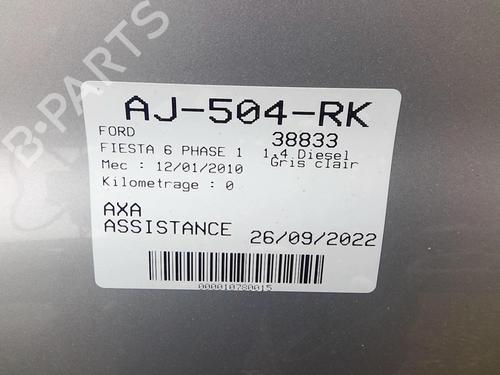 AJ-504-RK
FORD 38833
FIESTA 6 PHASE 1 1.4 Diesel
Mec : 12/01/2010 Gris clair
Kilometrage : 0
AXA
ASSISTANCE 26/09/2022
000010780015
B-PARTS